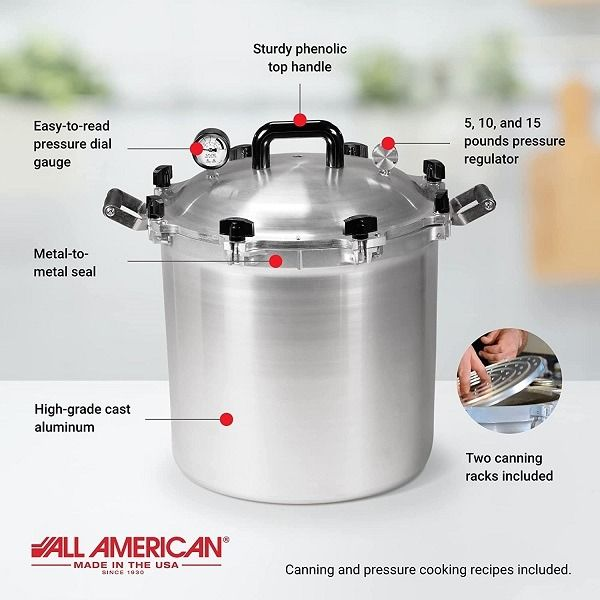 Sturdy phenolic
top handle
Easy-to-read
pressure dial
gauge
5, 10, and 15
pounds pressure
regulator
Metal-to-
metal seal
High-grade cast
aluminum
Two canning
racks included
ALL AMERICAN®
MADE IN THE USA
SINCE 1930
Canning and pressure cooking recipes included.